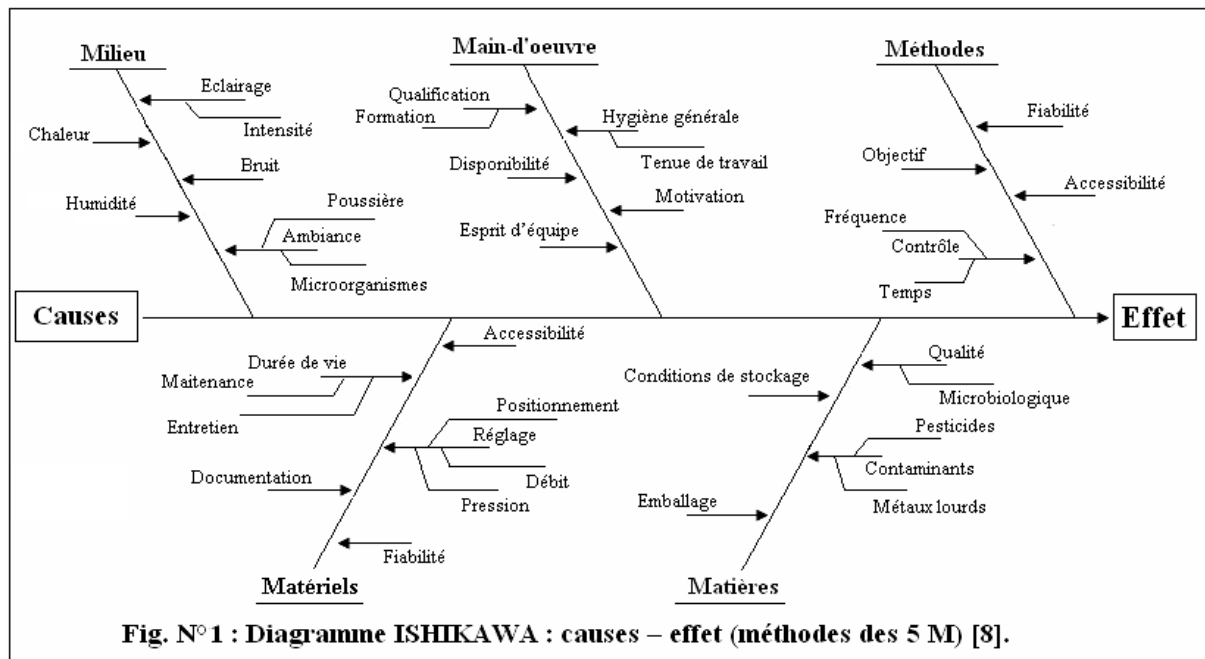 Milieu
Eclairage
Intensité
Chaleur
Bruit
Humidité
Poussière
Ambiance
Microorganismes
Main-d'oeuvre
Qualification
Formation
Hygiène générale
Tenue de travail
Disponibilité
Motivation
Esprit d'équipe
Méthodes
Fiabilité
Objectif
Accessibilité
Fréquence
Contrôle
Temps
Causes
Effet
Accessibilité
Durée de vie
Maitenance
Entretien
Positionnement
Réglage
Débit
Pression
Documentation
Fiabilité
Matériels
Qualité
Microbiologique
Conditions de stockage
Pesticides
Contaminants
Métaux lourds
Emballage
Matières
Fig. N°1 : Diagramme ISHIKAWA : causes – effet (méthodes des 5 M) [8].